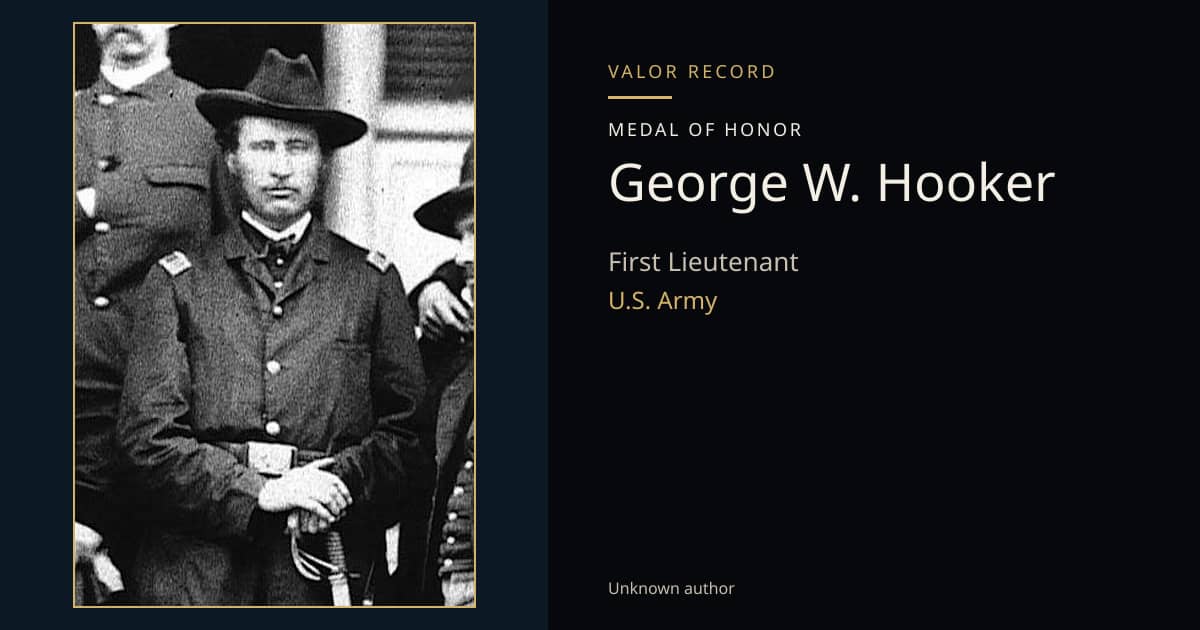 VALOR RECORD
MEDAL OF HONOR
George W. Hooker
First Lieutenant
U.S. Army
Unknown author